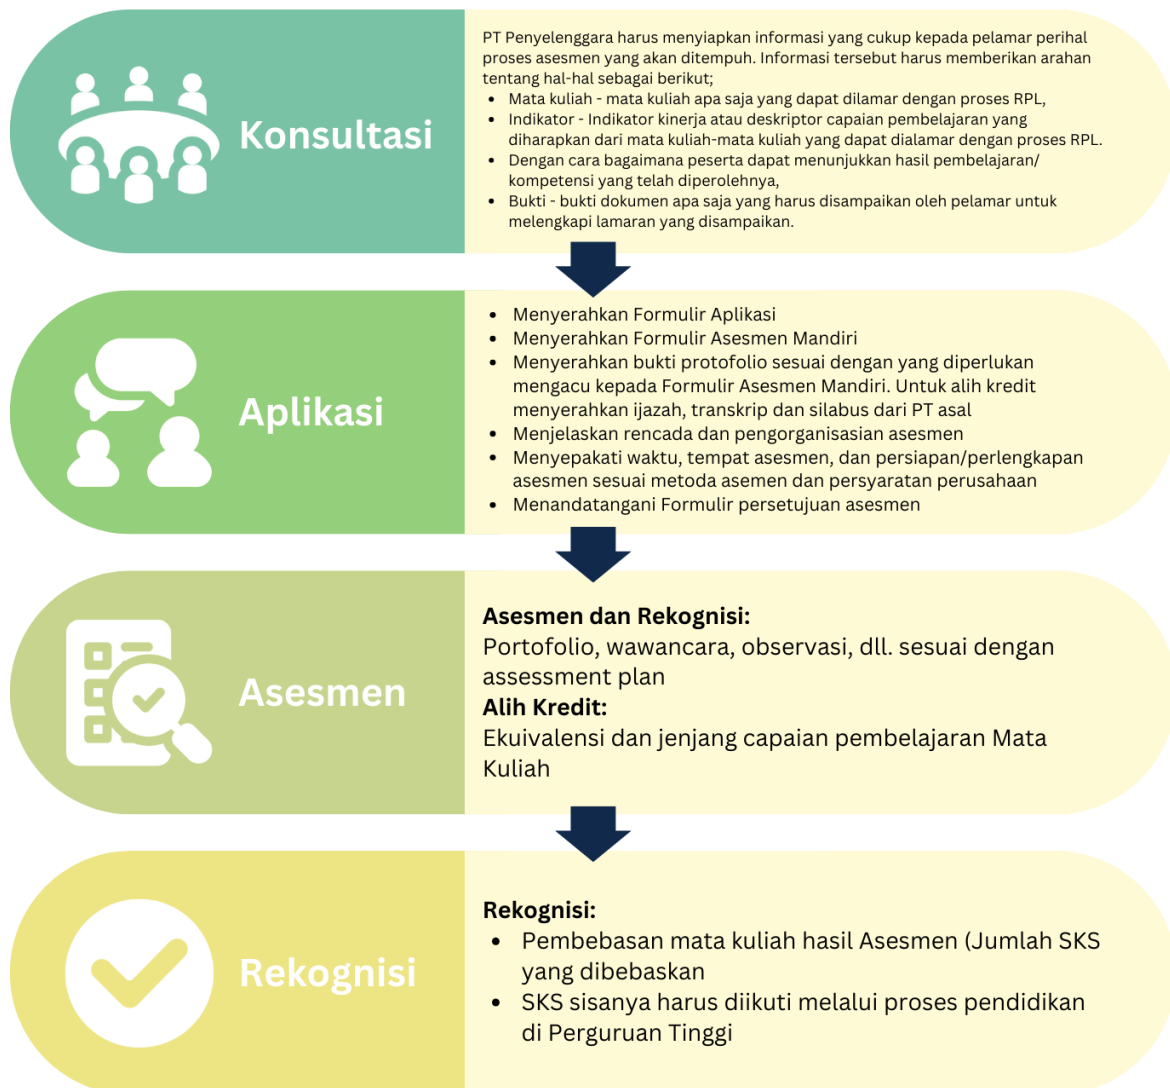 Konsultasi
PT Penyelenggara harus menyiapkan informasi yang cukup kepada pelamar perihal
proses asesmen yang akan ditempuh. Informasi tersebut harus memberikan arahan
tentang hal-hal sebagai berikut;
• Mata kuliah - mata kuliah apa saja yang dapat dilamar dengan proses RPL,
• Indikator - Indikator kinerja atau deskriptor capaian pembelajaran yang
diharapkan dari mata kuliah-mata kuliah yang dapat dialamar dengan proses RPL.
• Dengan cara bagaimana peserta dapat menunjukkan hasil pembelajaran/
kompetensi yang telah diperolehnya,
• Bukti - bukti dokumen apa saja yang harus disampaikan oleh pelamar untuk
melengkapi lamaran yang disampaikan.
Aplikasi
• Menyerahkan Formulir Aplikasi
• Menyerahkan Formulir Asesmen Mandiri
• Menyerahkan bukti protofolio sesuai dengan yang diperlukan
mengacu kepada Formulir Asesmen Mandiri. Untuk alih kredit
menyerahkan ijazah, transkrip dan silabus dari PT asal
• Menjelaskan rencada dan pengorganisasian asesmen
• Menyepakati waktu, tempat asesmen, dan persiapan/perlengkapan
asesmen sesuai metoda asemen dan persyaratan perusahaan
• Menandatangani Formulir persetujuan asesmen
Asesmen
Asesmen dan Rekognisi:
Portofolio, wawancara, observasi, dll. sesuai dengan
assessment plan
Alih Kredit:
Ekuivalensi dan jenjang capaian pembelajaran Mata
Kuliah
Rekognisi
Rekognisi:
• Pembebasan mata kuliah hasil Asesmen (Jumlah SKS
yang dibebaskan
• SKS sisanya harus diikuti melalui proses pendidikan
di Perguruan Tinggi